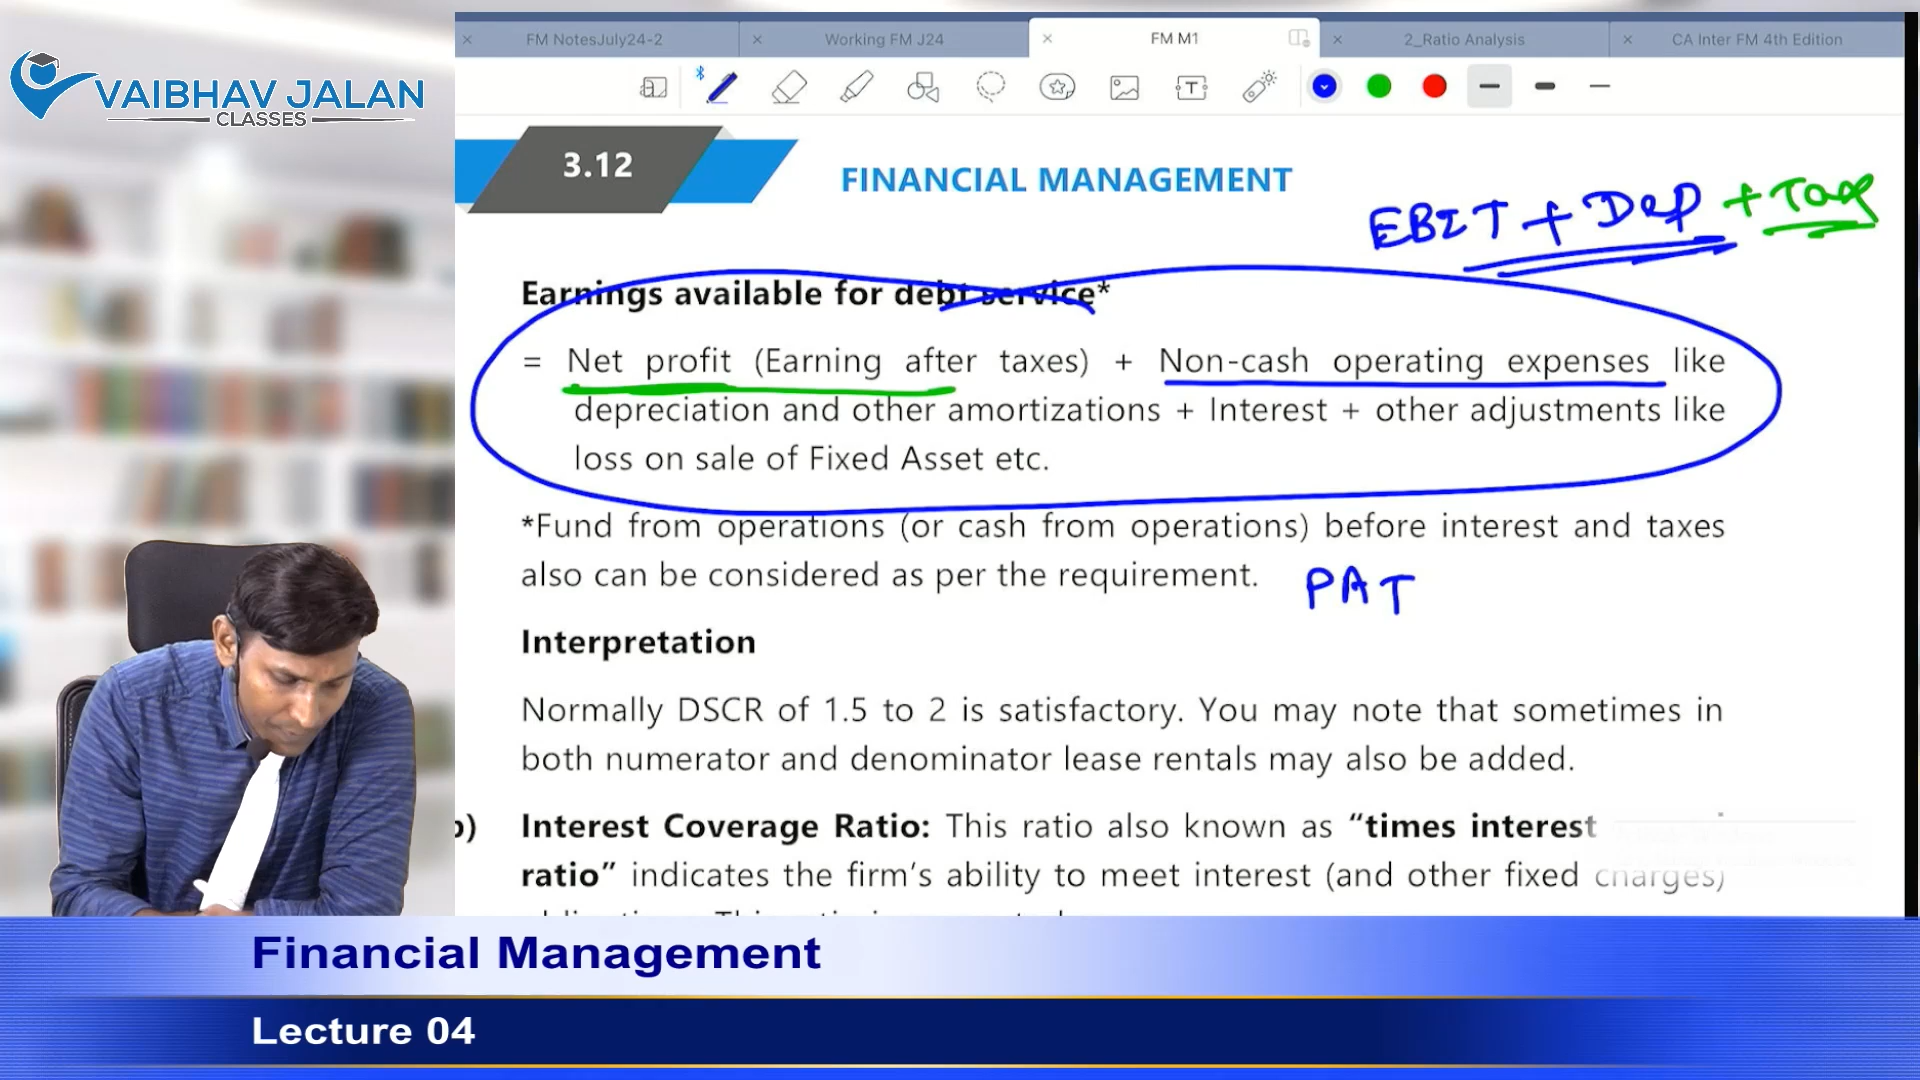 VAIBHAV JALAN
CLASSES
FM NotesJuly24-2
Working FM J24
FM M1
2_Ratio Analysis
CA Inter FM 4th Edition
3.12
FINANCIAL MANAGEMENT
EBIT + Dep + Tax
Earnings available for debt service*
= Net profit (Earning after taxes) + Non-cash operating expenses like
depreciation and other amortizations + Interest + other adjustments like
loss on sale of Fixed Asset etc.
*Fund from operations (or cash from operations) before interest and taxes
also can be considered as per the requirement.
PAT
Interpretation
Normally DSCR of 1.5 to 2 is satisfactory. You may note that sometimes in
both numerator and denominator lease rentals may also be added.
b) Interest Coverage Ratio: This ratio also known as “times interest
ratio” indicates the firm’s ability to meet interest (and other fixed charges)
Financial Management
Lecture 04